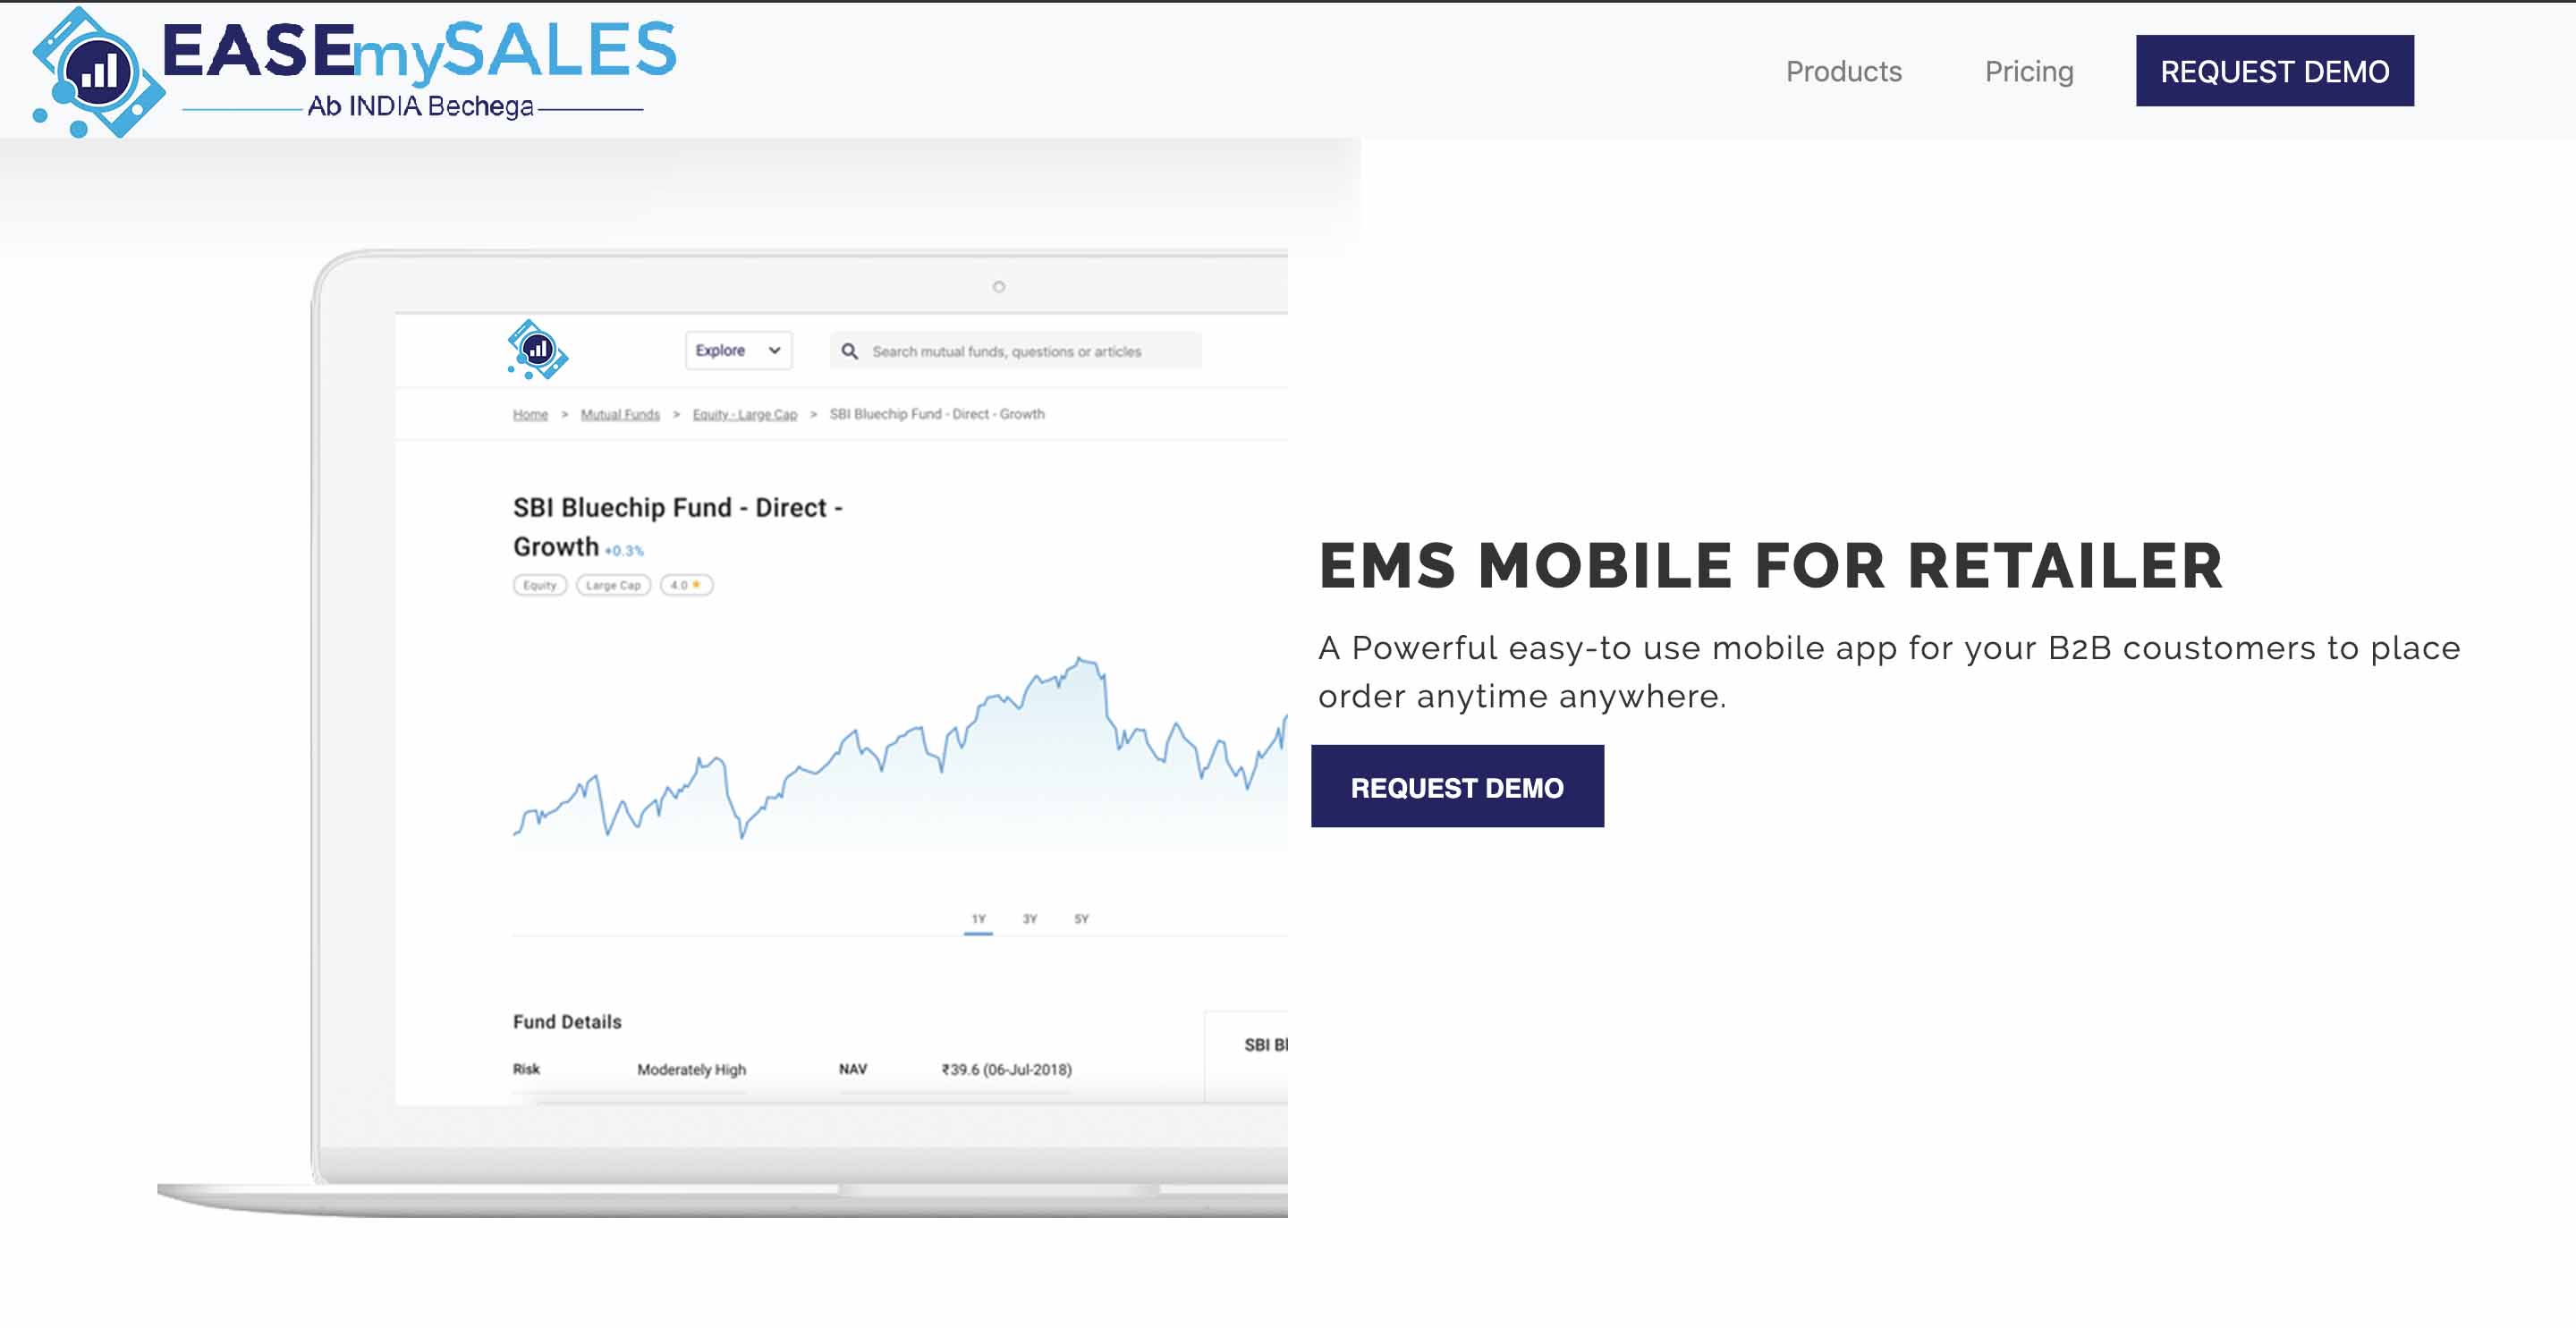 EASEmySALES
Ab INDIA Bechega
Products
Pricing
REQUEST DEMO
Explore
Search mutual funds, questions or articles
Home > Mutual Funds > Equity - Large Cap > SBI Bluechip Fund - Direct - Growth
SBI Bluechip Fund - Direct -
Growth +0.3%
Equity
Large Cap
4.0 ★
1Y
3Y
5Y
Fund Details
Risk
Moderately High
NAV
₹39.6 (06-Jul-2018)
SBI Bl
EMS MOBILE FOR RETAILER
A Powerful easy-to use mobile app for your B2B coustomers to place
order anytime anywhere.
REQUEST DEMO